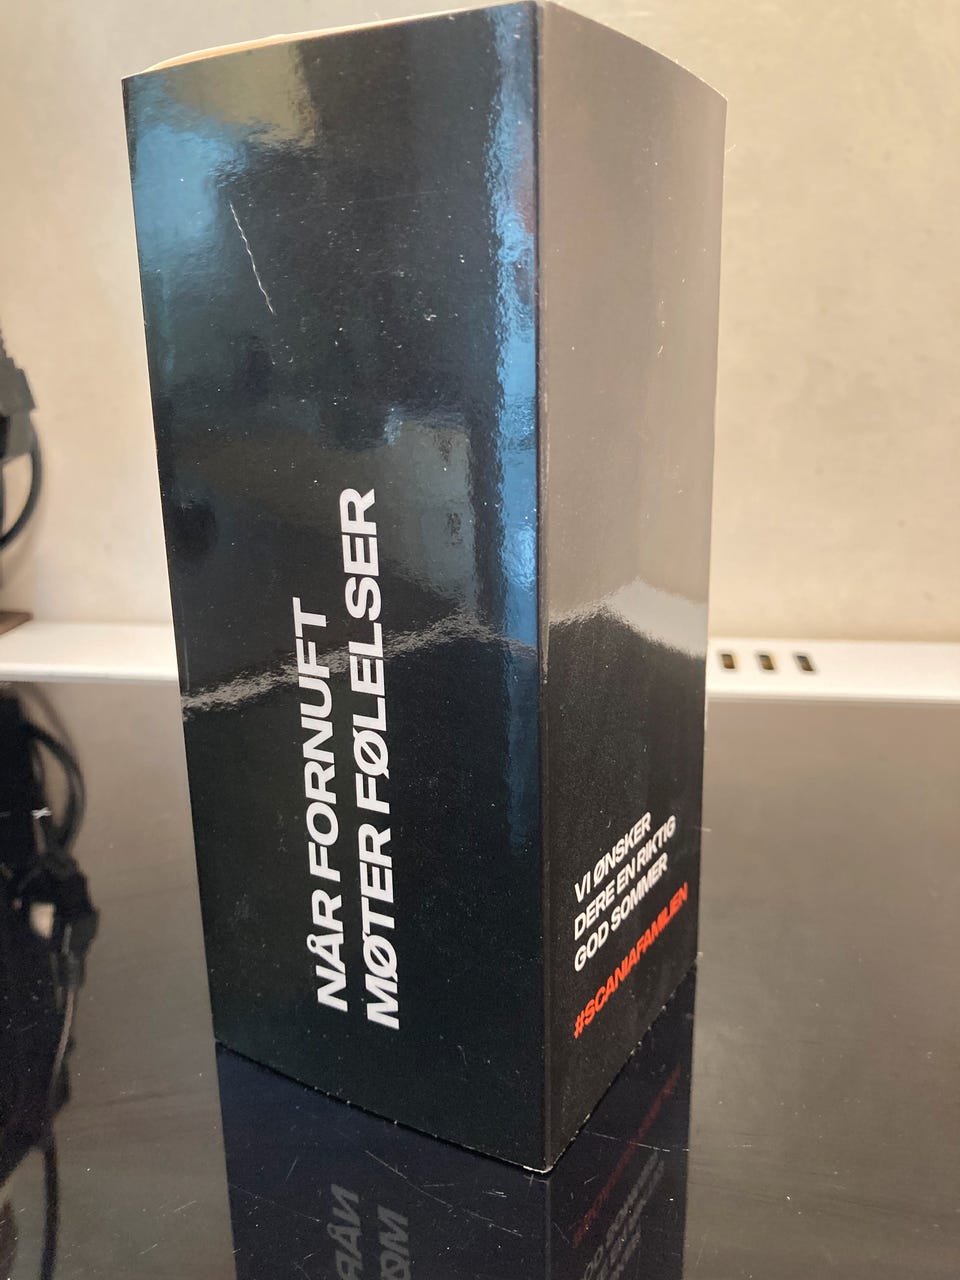 NÅR FORNUFT
MØTER FØLELSER
VI ØNSKER
DERE EN RIKTIG
GOD SOMMER
#SCANIAFAMILIEN